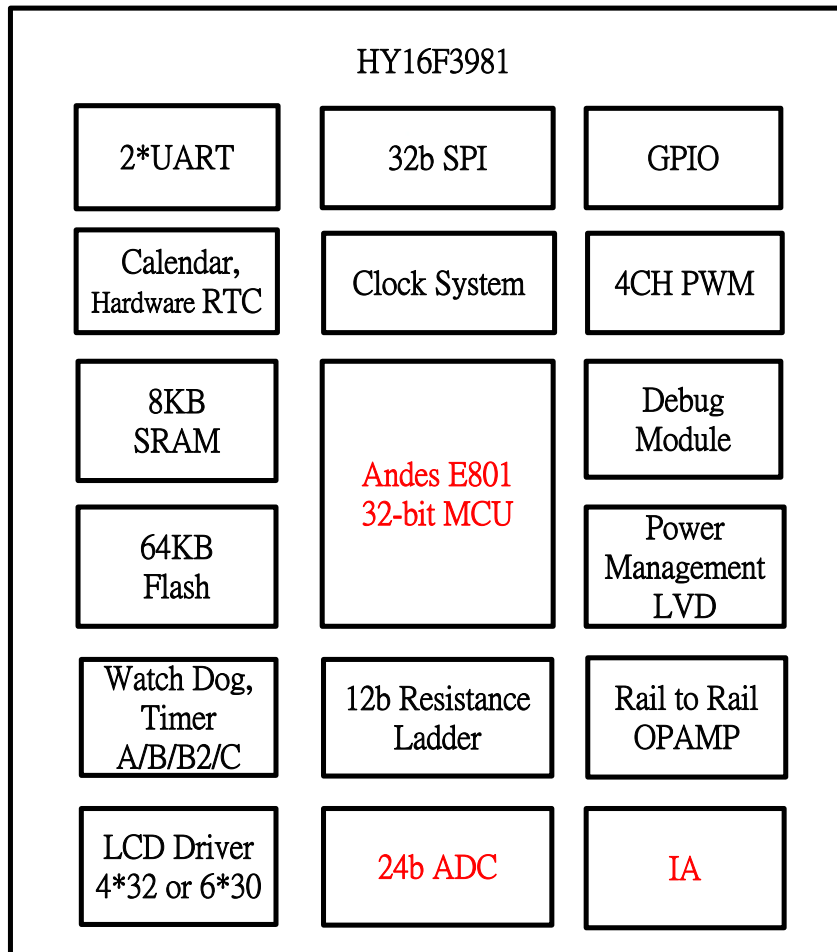 HY16F3981
2*UART
32b SPI
GPIO
Calendar,
Hardware RTC
Clock System
4CH PWM
8KB
SRAM
Andes E801
32-bit MCU
Debug
Module
64KB
Flash
Power
Management
LVD
Watch Dog,
Timer
A/B/B2/C
12b Resistance
Ladder
Rail to Rail
OPAMP
LCD Driver
4*32 or 6*30
24b ADC
IA